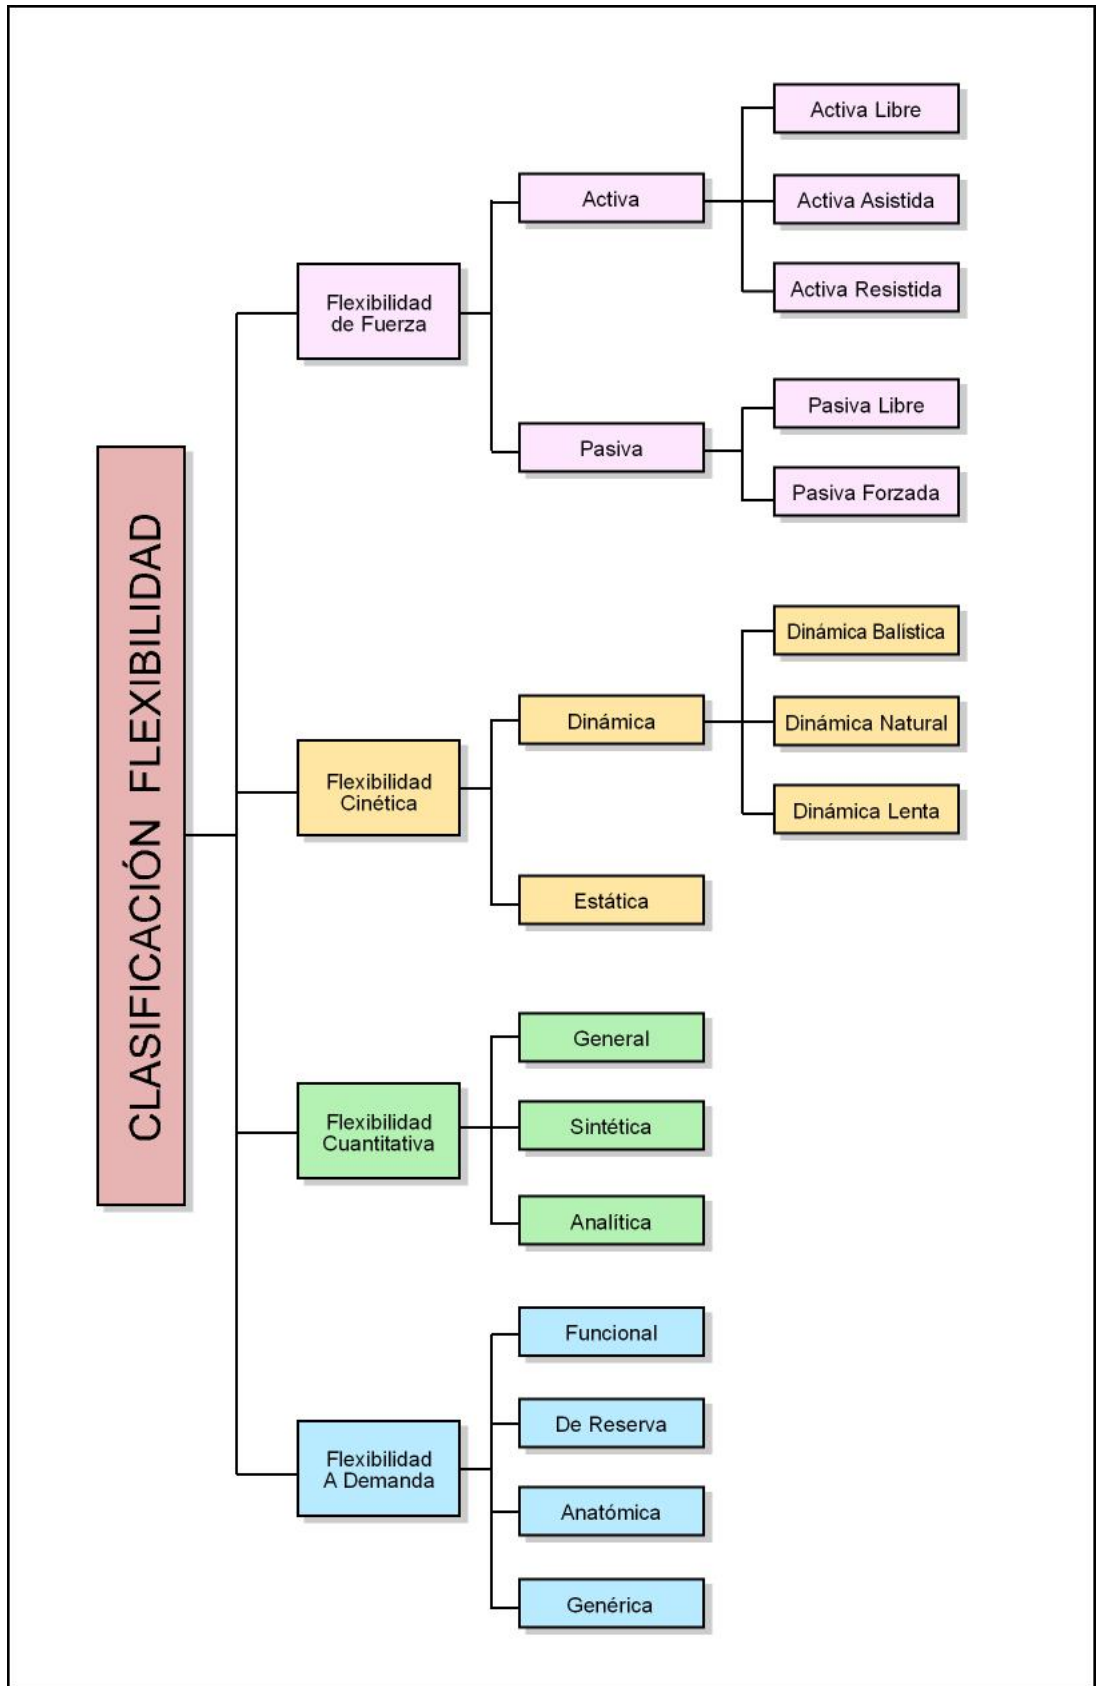 CLASIFICACIÓN FLEXIBILIDAD
Flexibilidad
de Fuerza
Activa
Activa Libre
Activa Asistida
Activa Resistida
Pasiva
Pasiva Libre
Pasiva Forzada
Flexibilidad
Cinética
Dinámica
Dinámica Balística
Dinámica Natural
Dinámica Lenta
Estática
Flexibilidad
Cuantitativa
General
Sintética
Analítica
Flexibilidad
A Demanda
Funcional
De Reserva
Anatómica
Genérica